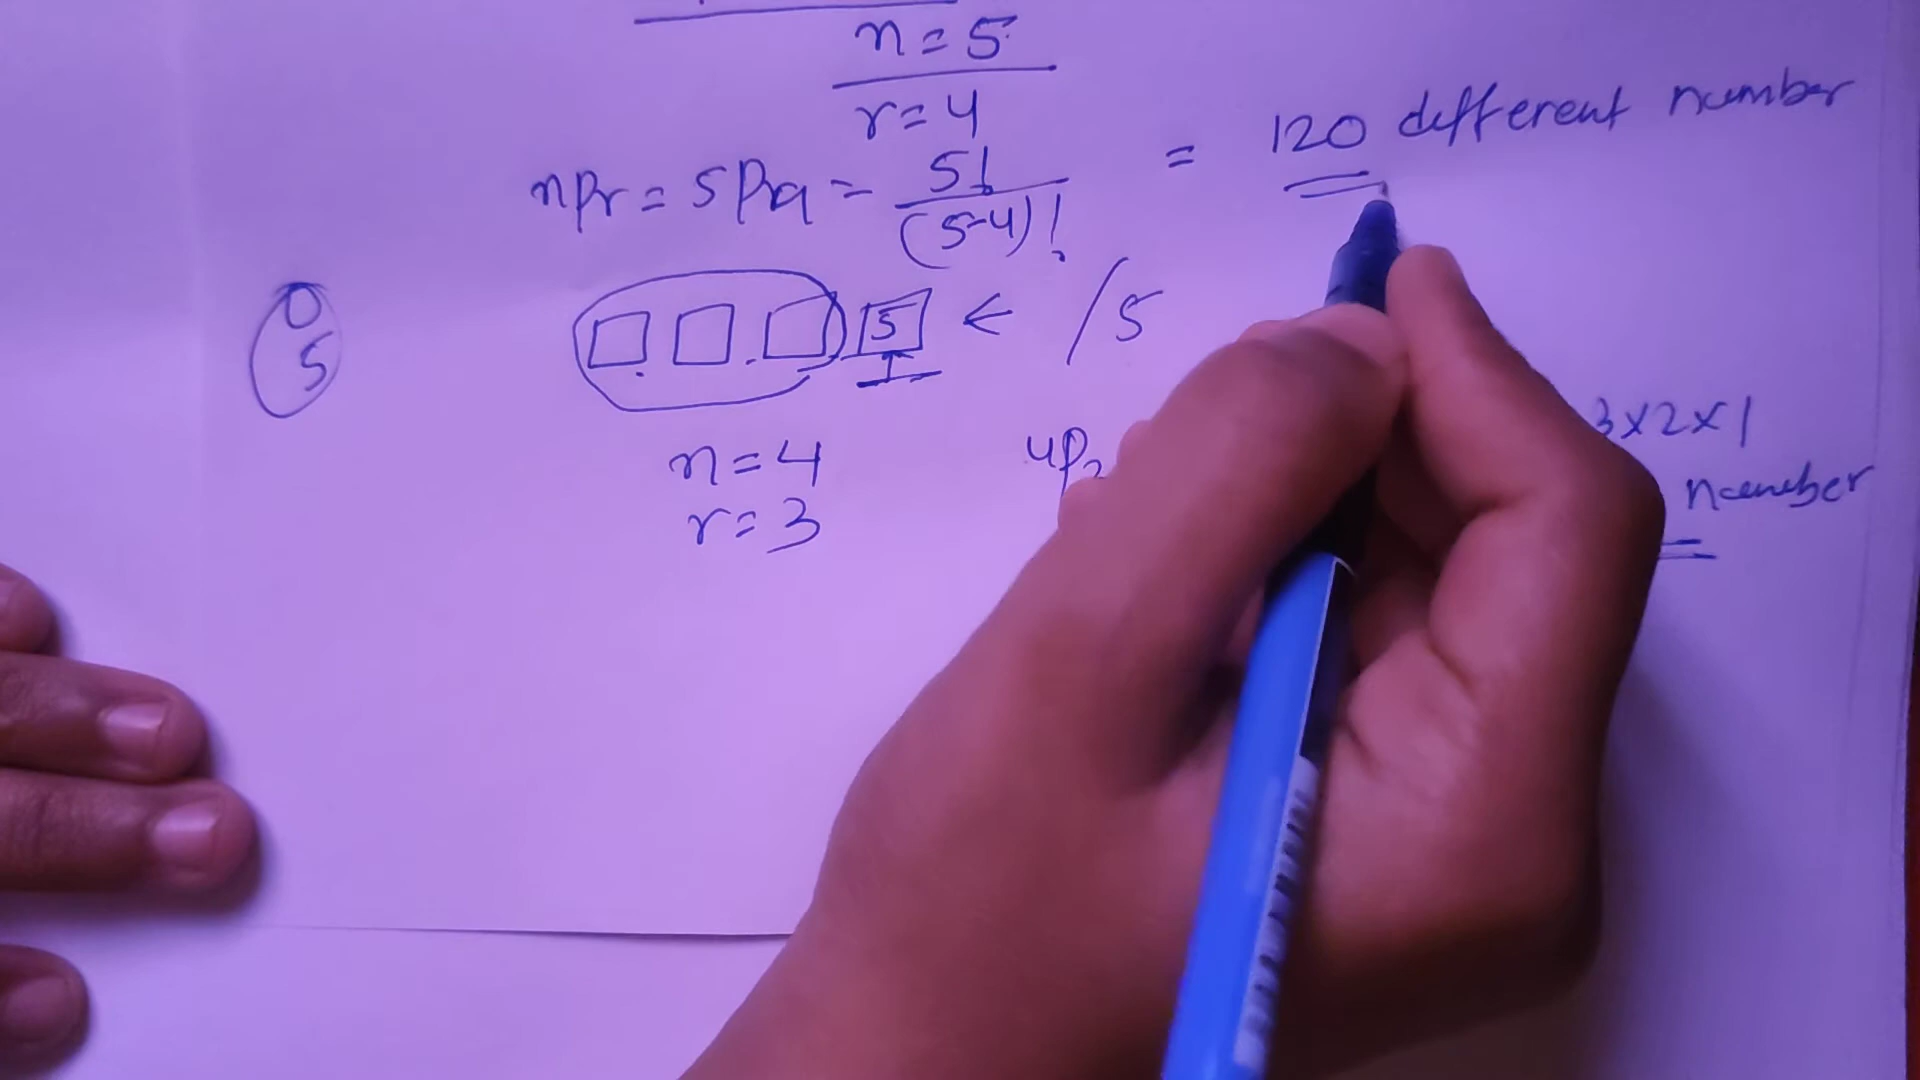 n = 5
r = 4
nPr = 5P4 = 5! / (5-4)! = 120 different number
0
5
5 ← /5
n = 4
r = 3
4P
3×2×1
number